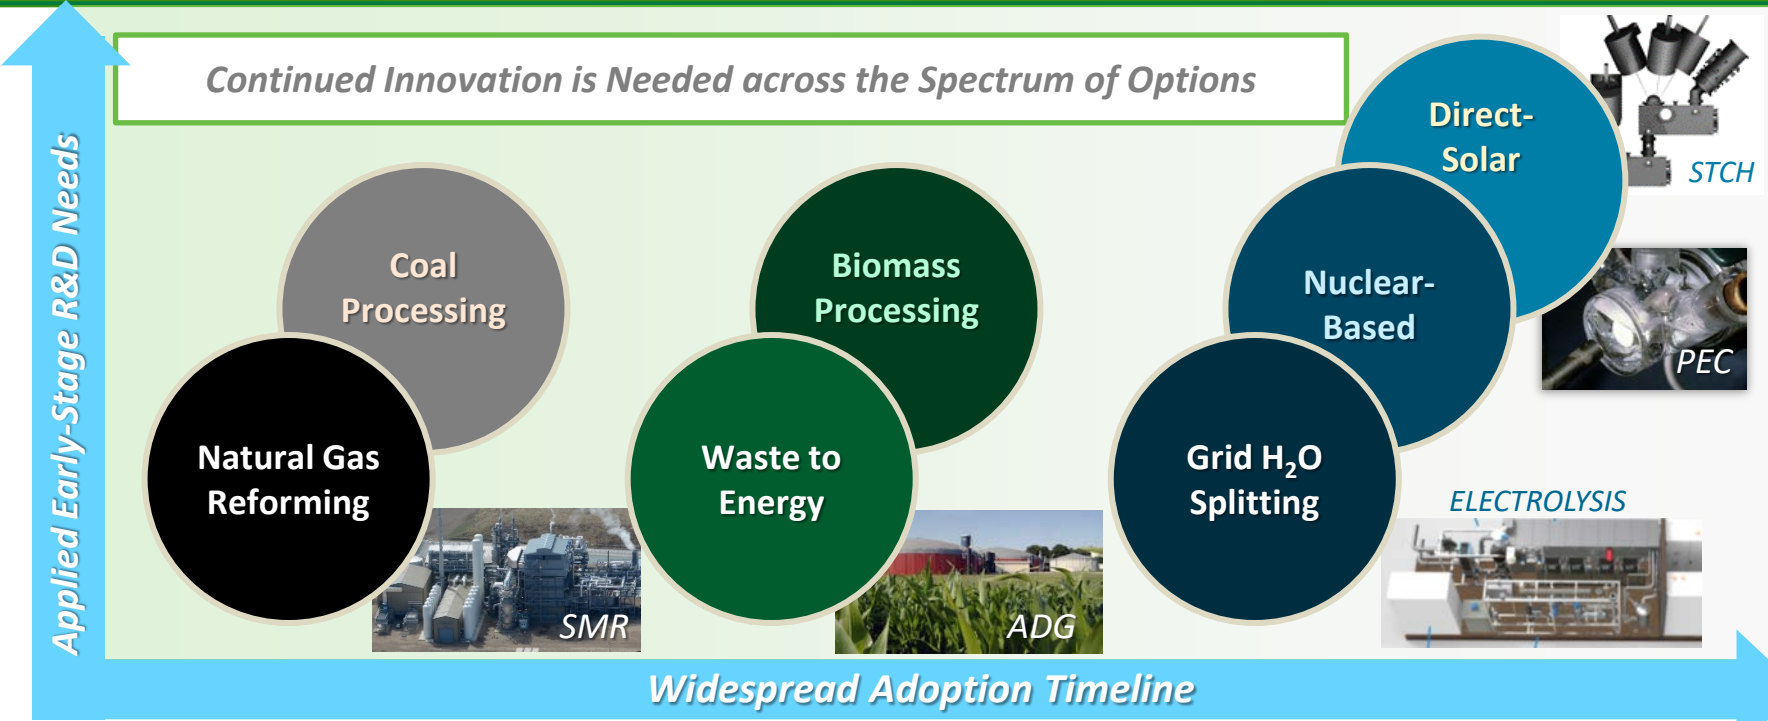 Continued Innovation is Needed across the Spectrum of Options
Applied Early-Stage R&D Needs
Direct-
Solar
STCH
Coal
Processing
Biomass
Processing
Nuclear-
Based
PEC
Natural Gas
Reforming
Waste to
Energy
Grid H₂O
Splitting
ELECTROLYSIS
SMR
ADG
Widespread Adoption Timeline